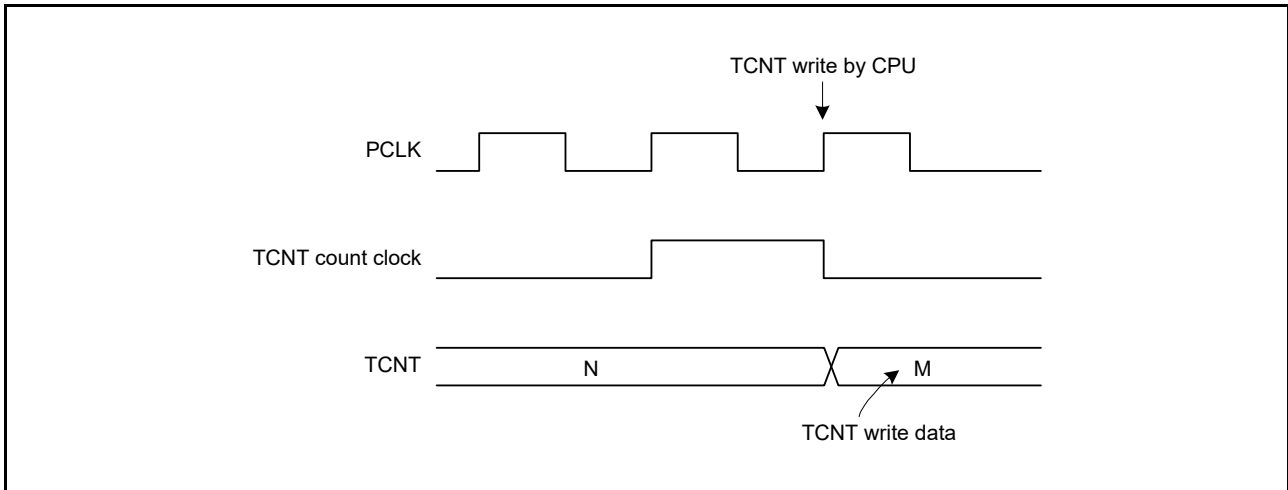 TCNT write by CPU
PCLK
TCNT count clock
TCNT
N
M
TCNT write data